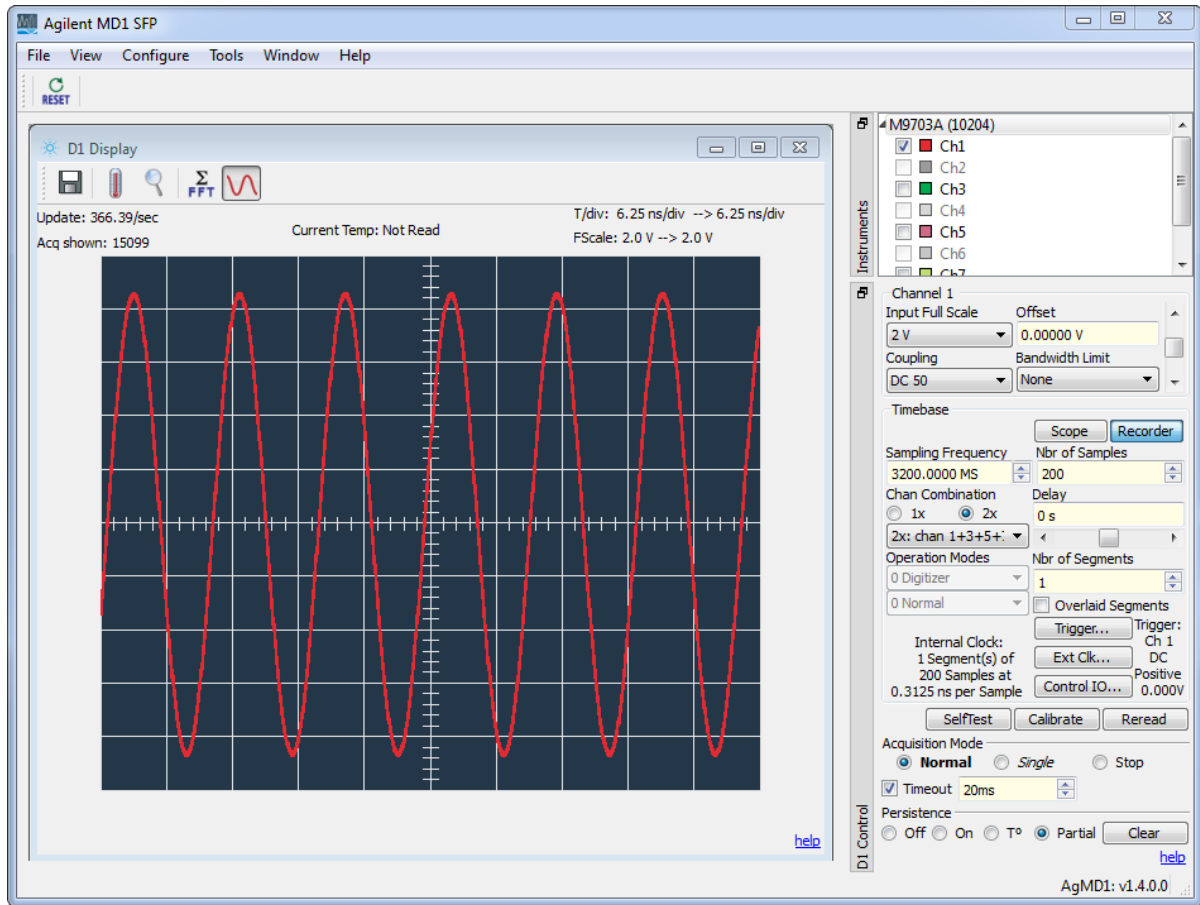 Agilent MD1 SFP
File View Configure Tools Window Help
RESET
D1 Display
Σ
FFT
Update: 366.39/sec
Acq shown: 15099
Current Temp: Not Read
T/div: 6.25 ns/div --> 6.25 ns/div
FScale: 2.0 V --> 2.0 V
help
Instruments
M9703A (10204)
Ch1
Ch2
Ch3
Ch4
Ch5
Ch6
Ch7
D1 Control
Channel 1
Input Full Scale Offset
2 V 0.00000 V
Coupling Bandwidth Limit
DC 50 None
Timebase
Scope Recorder
Sampling Frequency Nbr of Samples
3200.0000 MS 200
Chan Combination Delay
1x 2x 0 s
2x: chan 1+3+5+
Operation Modes Nbr of Segments
0 Digitizer 1
0 Normal Overlaid Segments
Internal Clock:
1 Segment(s) of
200 Samples at
0.3125 ns per Sample
Trigger...
Ext Clk...
Control IO...
Trigger:
Ch 1
DC
Positive
0.000V
SelfTest Calibrate Reread
Acquisition Mode
Normal Single Stop
Timeout 20ms
Persistence
Off On Tº Partial Clear
help
AgMD1: v1.4.0.0